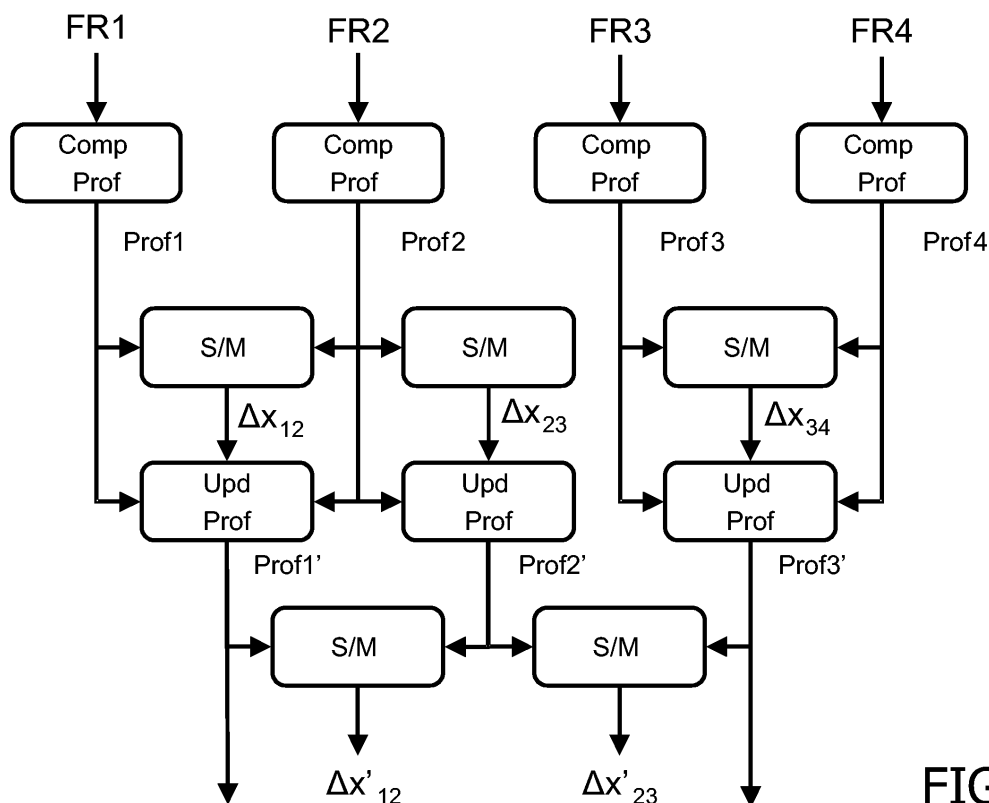 FR1 FR2 FR3 FR4
Comp Comp Comp Comp
Prof Prof Prof Prof
Prof1 Prof2 Prof3 Prof4
S/M S/M S/M
Δx12 Δx23 Δx34
Upd Upd Upd
Prof Prof Prof
Prof1' Prof2' Prof3'
S/M S/M
Δx'12 Δx'23
FIG